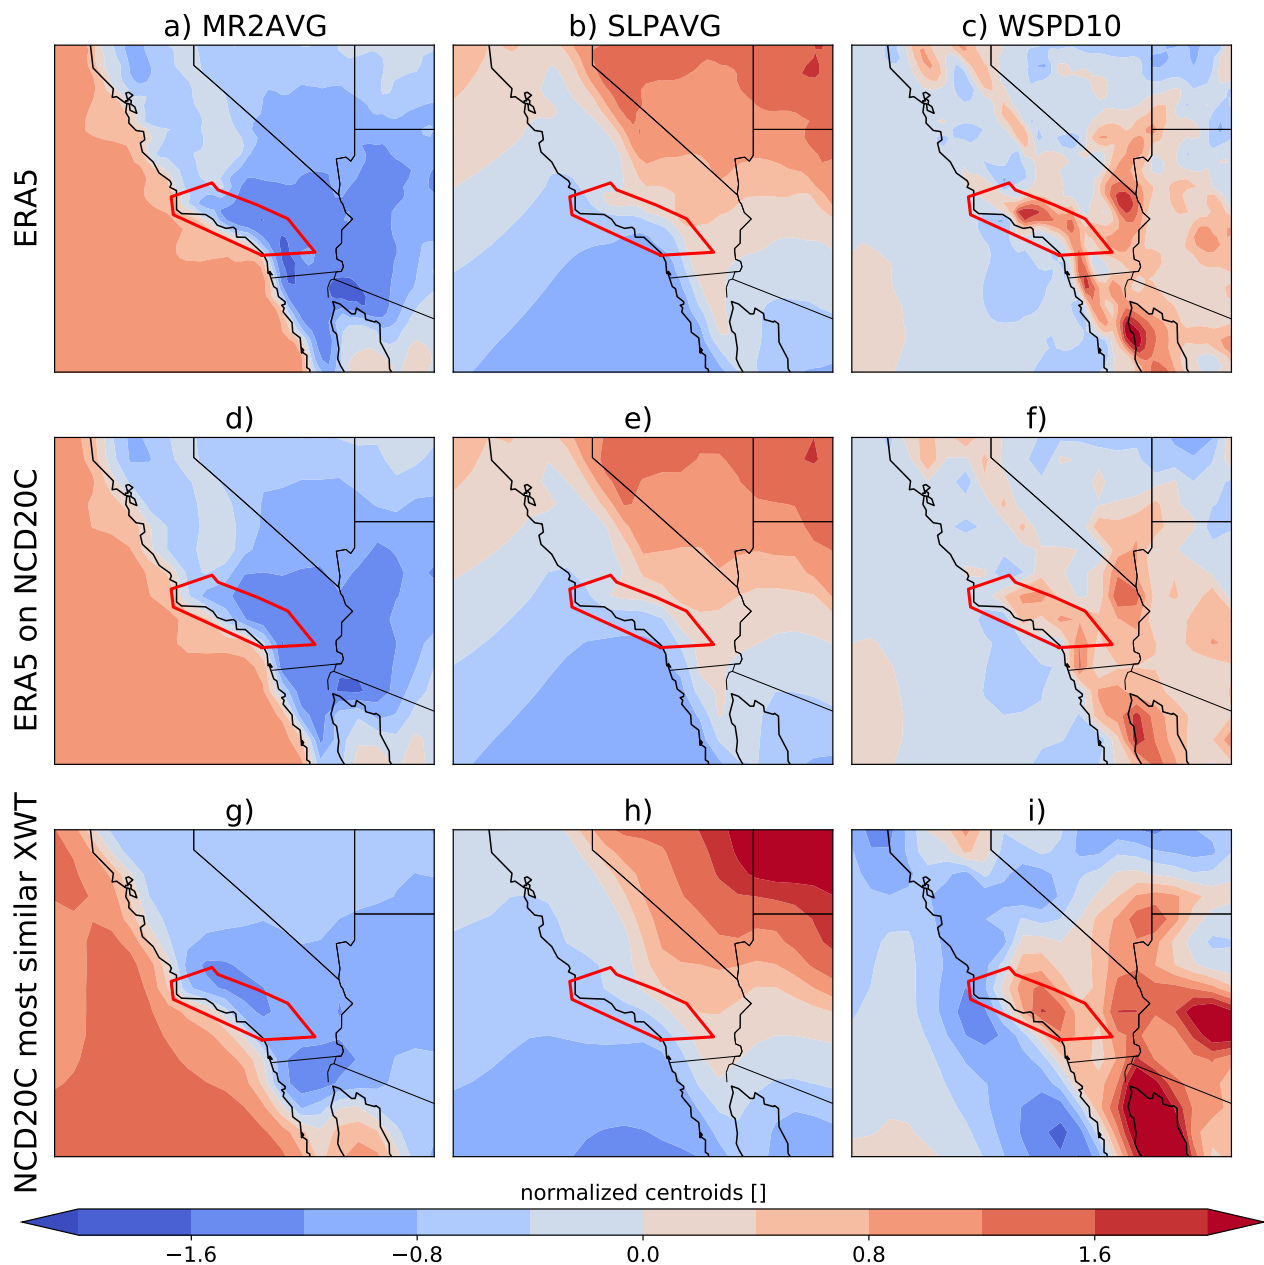 a) MR2AVG
b) SLPAVG
c) WSPD10
ERA5
d)
e)
f)
ERA5 on NCD20C
g)
h)
i)
NCD20C most similar XWT
normalized centroids []
−1.6
−0.8
0.0
0.8
1.6